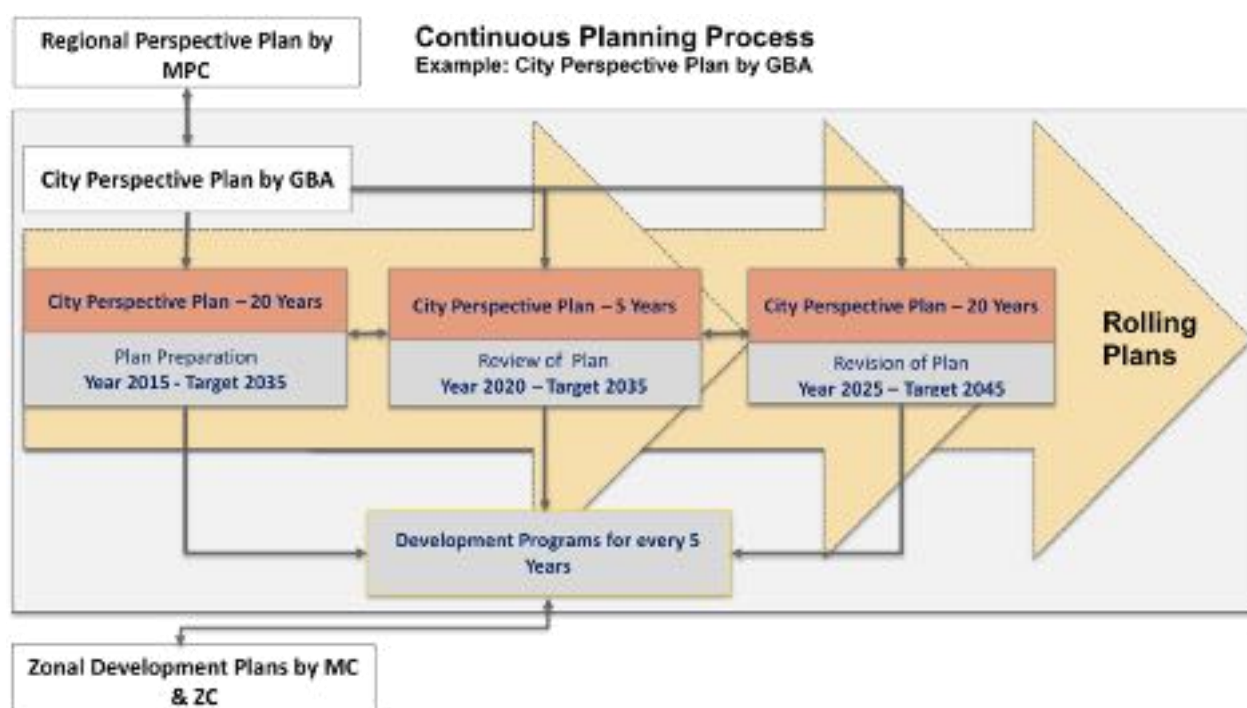 Regional Perspective Plan by
MPC
Continuous Planning Process
Example: City Perspective Plan by GBA
City Perspective Plan by GBA
City Perspective Plan – 20 Years
Plan Preparation
Year 2015 - Target 2035
City Perspective Plan – 5 Years
Review of Plan
Year 2020 – Target 2035
City Perspective Plan – 20 Years
Revision of Plan
Year 2025 – Target 2045
Rolling
Plans
Development Programs for every 5
Years
Zonal Development Plans by MC
& ZC